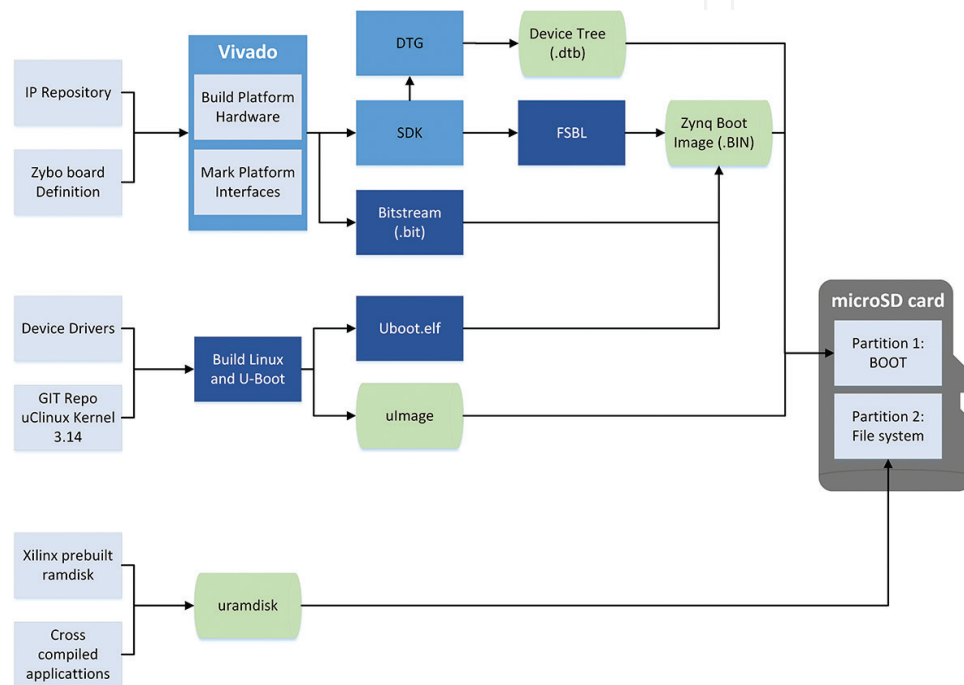 Vivado
IP Repository
Build Platform
Hardware
Zybo board
Definition
Mark Platform
Interfaces
DTG
Device Tree
(.dtb)
SDK
FSBL
Zynq Boot
Image (.BIN)
Bitstream
(.bit)
Device Drivers
GIT Repo
uClinux Kernel
3.14
Build Linux
and U-Boot
Uboot.elf
uImage
microSD card
Partition 1:
BOOT
Partition 2:
File system
Xilinx prebuilt
ramdisk
Cross
compiled
applicattions
uramdisk